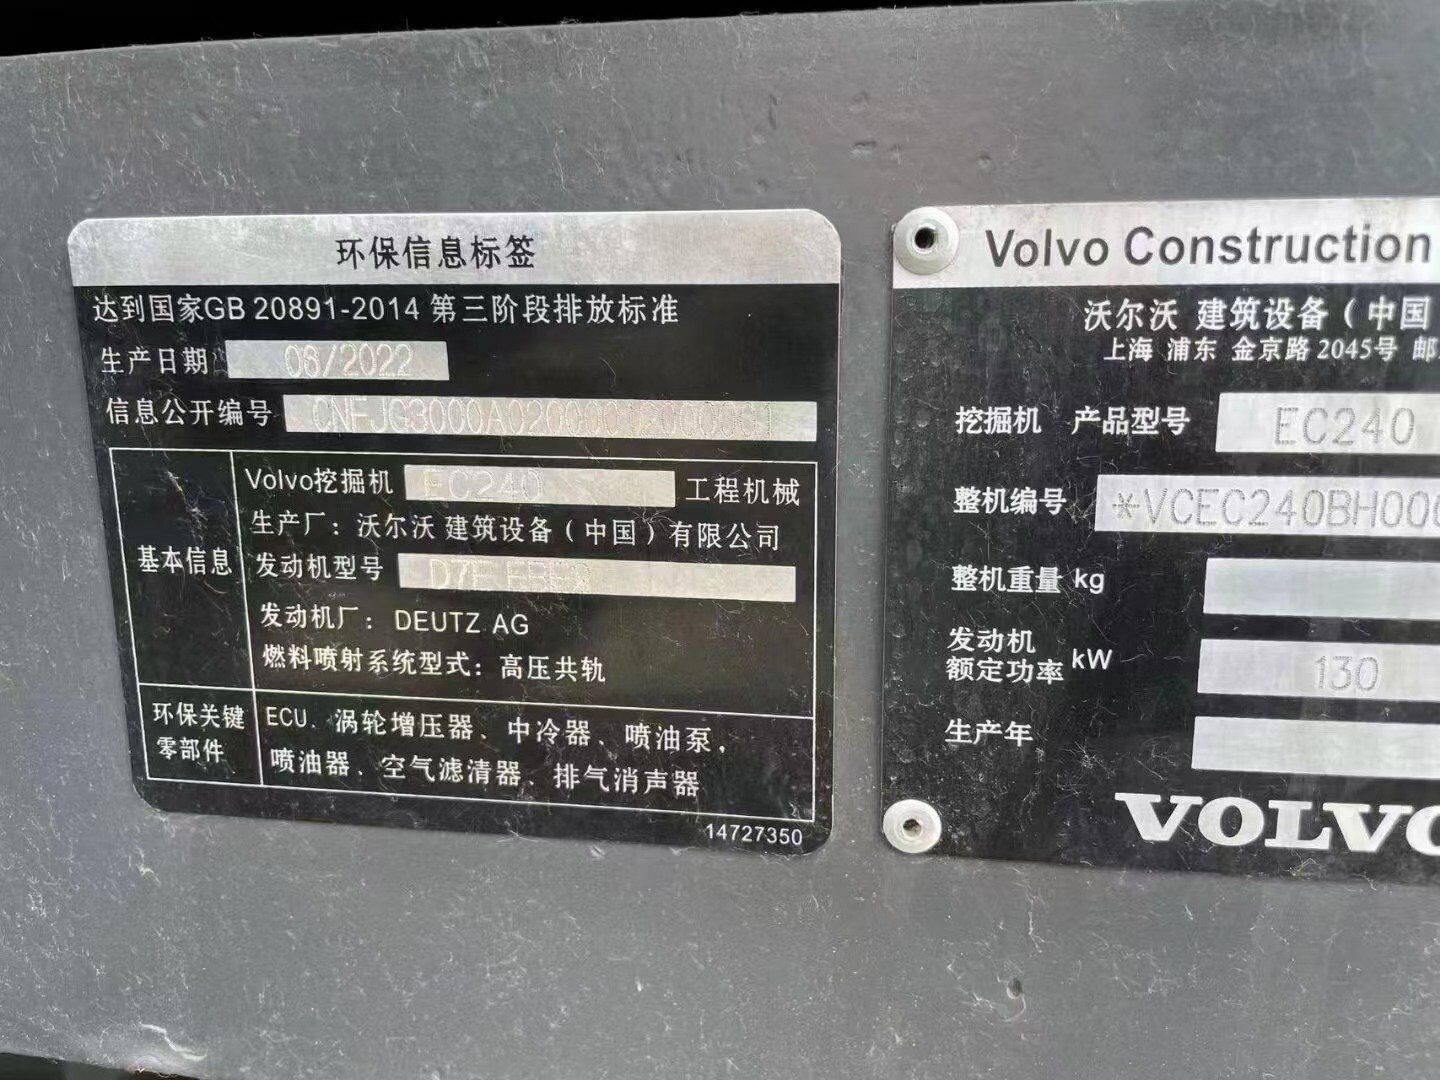 环保信息标签
达到国家GB 20891-2014 第三阶段排放标准
生产日期 06/2022
信息公开编号
Volvo挖掘机 EC240 工程机械
生产厂：沃尔沃 建筑设备（中国）有限公司
基本信息
发动机型号
发动机厂：DEUTZ AG
燃料喷射系统型式：高压共轨
环保关键
零部件
ECU、涡轮增压器、中冷器、喷油泵，
喷油器、空气滤清器、排气消声器
14727350
Volvo Construction
沃尔沃 建筑设备（中国
上海 浦东 金京路 2045号 邮
挖掘机 产品型号 EC240
整机编号 *VCEC240BH00
整机重量 kg
发动机
额定功率 kW 130
生产年
VOLVO